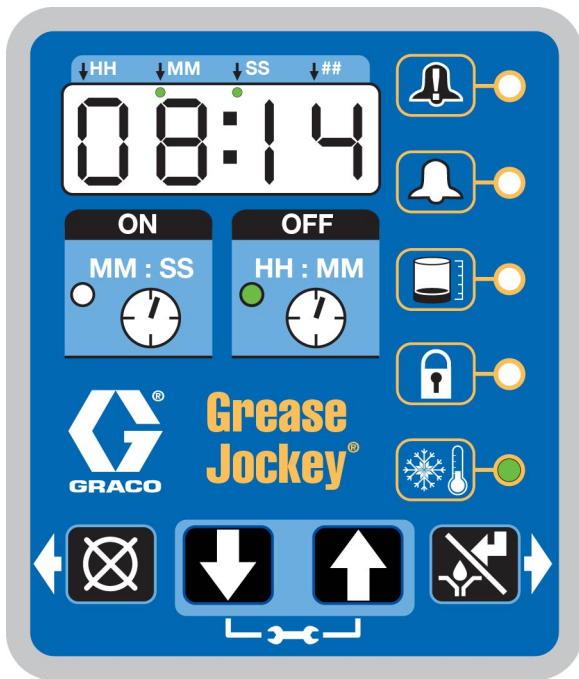 HH MM SS ##
08:14
ON OFF
MM : SS HH : MM
Grease
Jockey®
®
GRACO